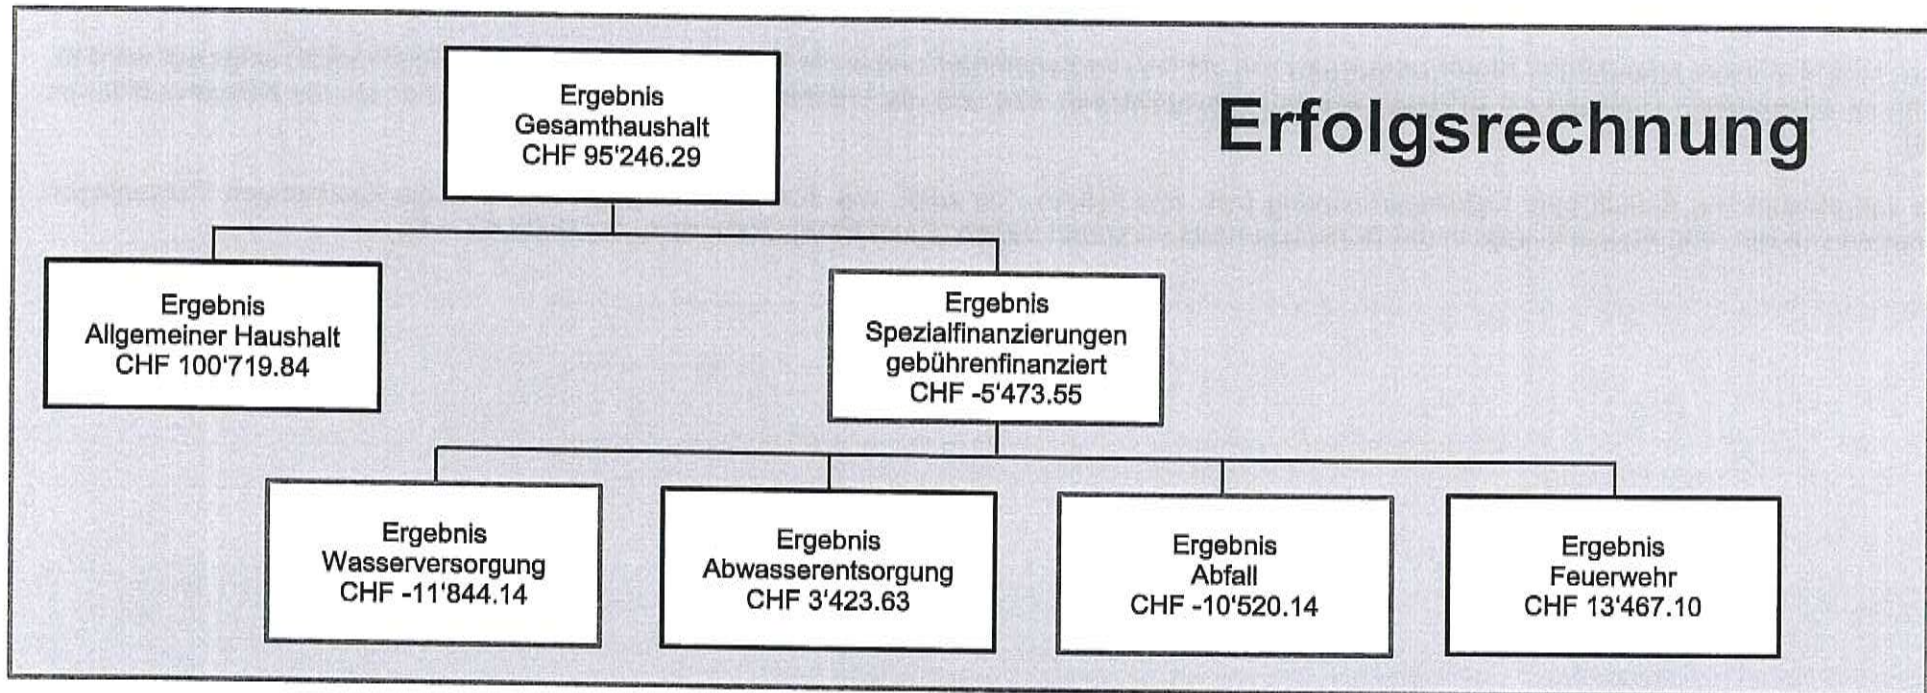 Erfolgsrechnung
Ergebnis
Gesamthaushalt
CHF 95'246.29
Ergebnis
Allgemeiner Haushalt
CHF 100'719.84
Ergebnis
Spezialfinanzierungen
gebührenfinanziert
CHF -5'473.55
Ergebnis
Wasserversorgung
CHF -11'844.14
Ergebnis
Abwasserentsorgung
CHF 3'423.63
Ergebnis
Abfall
CHF -10'520.14
Ergebnis
Feuerwehr
CHF 13'467.10